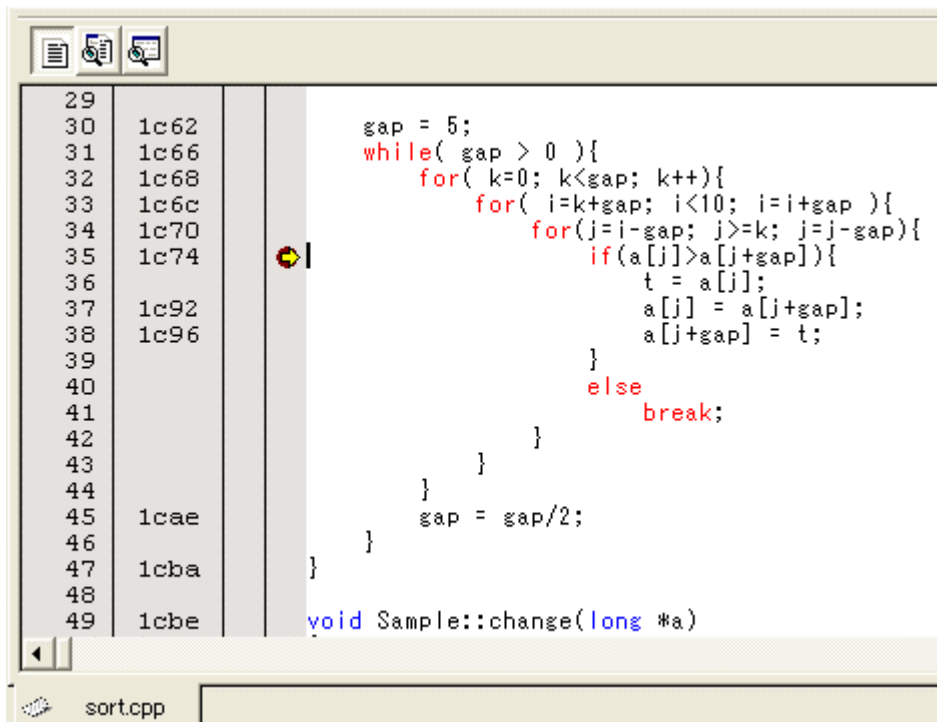 29
30 1c62 gap = 5;
31 1c66 while( gap > 0 ){
32 1c68 for( k=0; k<gap; k++){
33 1c6c for( i=k+gap; i<10; i=i+gap ){
34 1c70 for(j=i-gap; j>=k; j=j-gap){
35 1c74 if(a[j]>a[j+gap]){
36 t = a[j];
37 1c92 a[j] = a[j+gap];
38 1c96 a[j+gap] = t;
39 }
40 else
41 break;
42 }
43 }
44 }
45 1cae gap = gap/2;
46 }
47 1cba }
48
49 1cbe void Sample::change(long *a)
sort.cpp